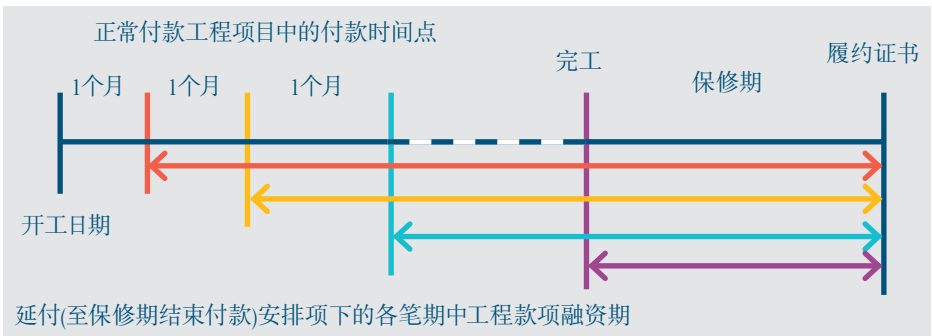 正常付款工程项目中的付款时间点
完工
履约证书
1个月
1个月
1个月
保修期
开工日期
延付(至保修期结束付款)安排项下的各笔期中工程款项融资期